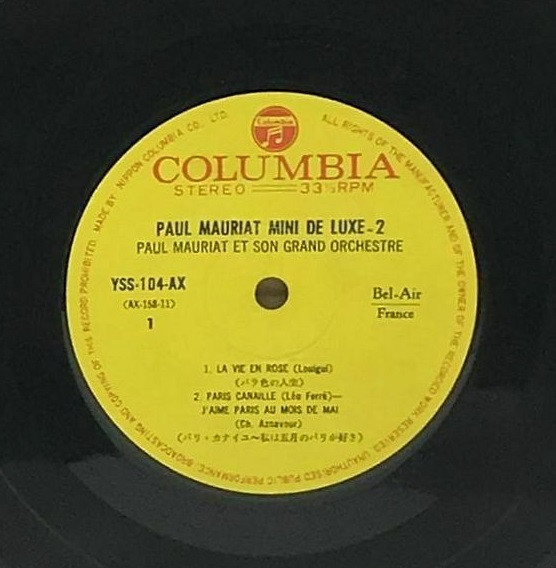 Columbia
COLUMBIA
STEREO 33⅓ RPM
PAUL MAURIAT MINI DE LUXE-2
PAUL MAURIAT ET SON GRAND ORCHESTRE
YSS-104-AX
(AX-158-11)
1
Bel-Air
France
1. LA VIE EN ROSE (Louigui)
(バラ色の人生)
2. PARIS CANAILLE (Léo Ferré)—
J'AIME PARIS AU MOIS DE MAI
(Ch. Aznavour)
(パリ・カナイユ〜私は五月のパリが好き)
MADE BY NIPPON COLUMBIA CO., LTD. ALL RIGHTS OF THE MANUFACTURER AND OF THE OWNER OF THE RECORDED WORK RESERVED. UNAUTHORISED PUBLIC PERFORMANCE, BROADCASTING AND COPYING OF THIS RECORD PROHIBITED.